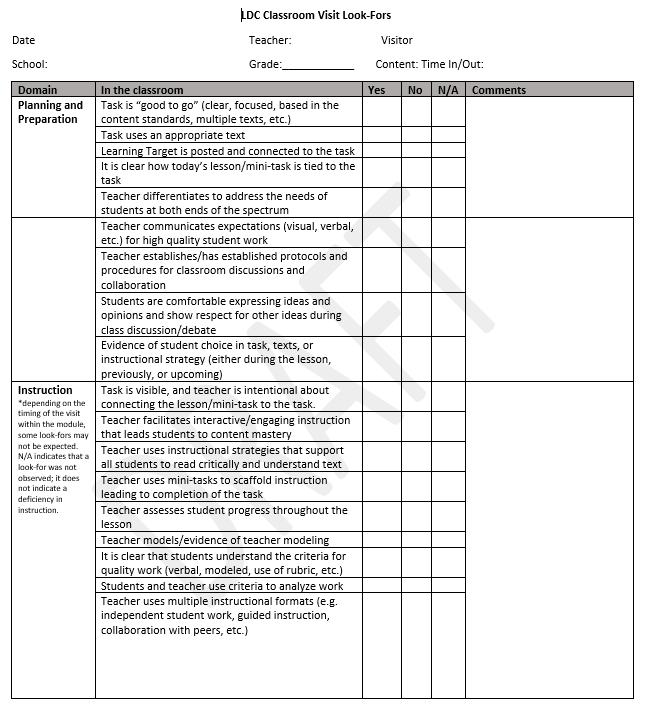 LDC Classroom Visit Look-Fors
Date Teacher: Visitor
School: Grade:____________ Content: Time In/Out:
Domain In the classroom Yes No N/A Comments
Planning and
Preparation
Task is “good to go” (clear, focused, based in the
content standards, multiple texts, etc.)
Task uses an appropriate text
Learning Target is posted and connected to the task
It is clear how today’s lesson/mini-task is tied to the
task
Teacher differentiates to address the needs of
students at both ends of the spectrum
Teacher communicates expectations (visual, verbal,
etc.) for high quality student work
Teacher establishes/has established protocols and
procedures for classroom discussions and
collaboration
Students are comfortable expressing ideas and
opinions and show respect for other ideas during
class discussion/debate
Evidence of student choice in task, texts, or
instructional strategy (either during the lesson,
previously, or upcoming)
Instruction
*depending on the
timing of the visit
within the module,
some look-fors may
not be expected.
N/A indicates that a
look-for was not
observed; it does
not indicate a
deficiency in
instruction.
Task is visible, and teacher is intentional about
connecting the lesson/mini-task to the task.
Teacher facilitates interactive/engaging instruction
that leads students to content mastery
Teacher uses instructional strategies that support
all students to read critically and understand text
Teacher uses mini-tasks to scaffold instruction
leading to completion of the task
Teacher assesses student progress throughout the
lesson
Teacher models/evidence of teacher modeling
It is clear that students understand the criteria for
quality work (verbal, modeled, use of rubric, etc.)
Students and teacher use criteria to analyze work
Teacher uses multiple instructional formats (e.g.
independent student work, guided instruction,
collaboration with peers, etc.)
DRAFT